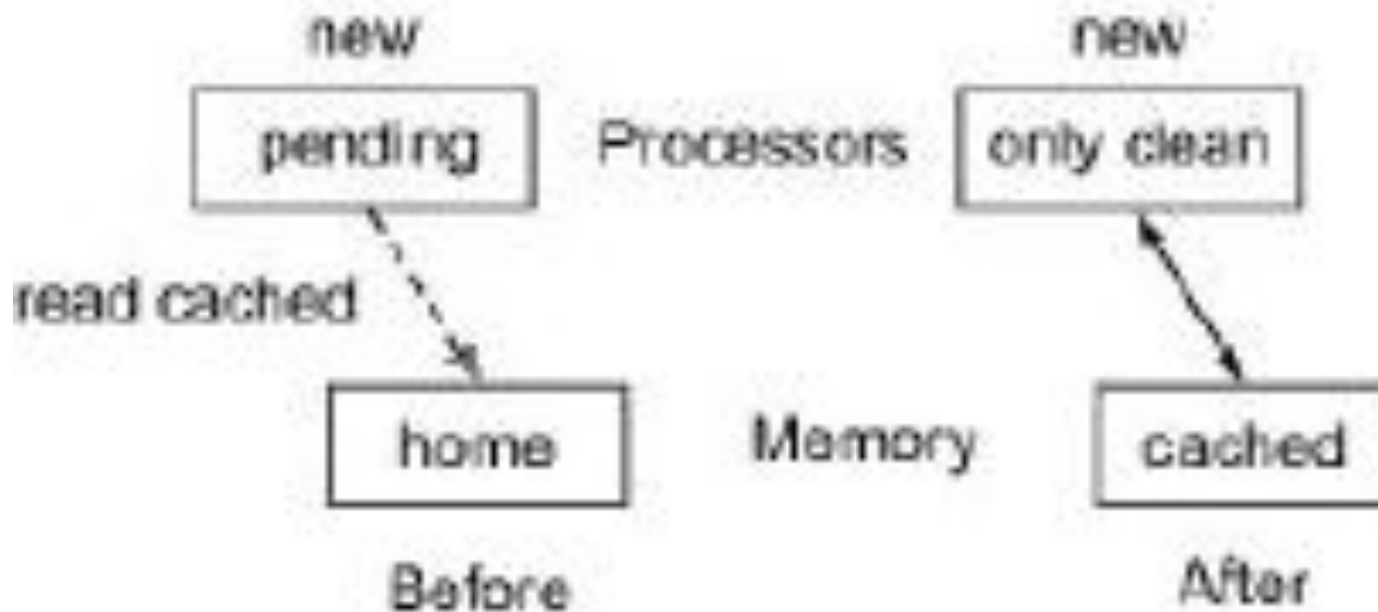 new new
pending Processors only clean
read cached
home Memory cached
Before After